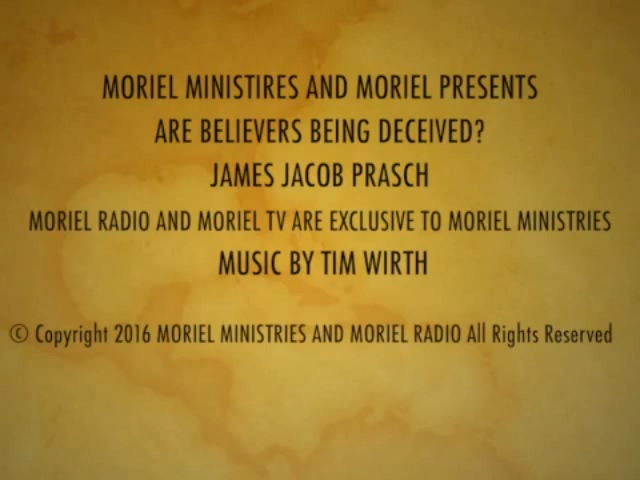 MORIEL MINISTIRES AND MORIEL PRESENTS
ARE BELIEVERS BEING DECEIVED?
JAMES JACOB PRASCH
MORIEL RADIO AND MORIEL TV ARE EXCLUSIVE TO MORIEL MINISTRIES
MUSIC BY TIM WIRTH
© Copyright 2016 MORIEL MINISTRIES AND MORIEL RADIO All Rights Reserved